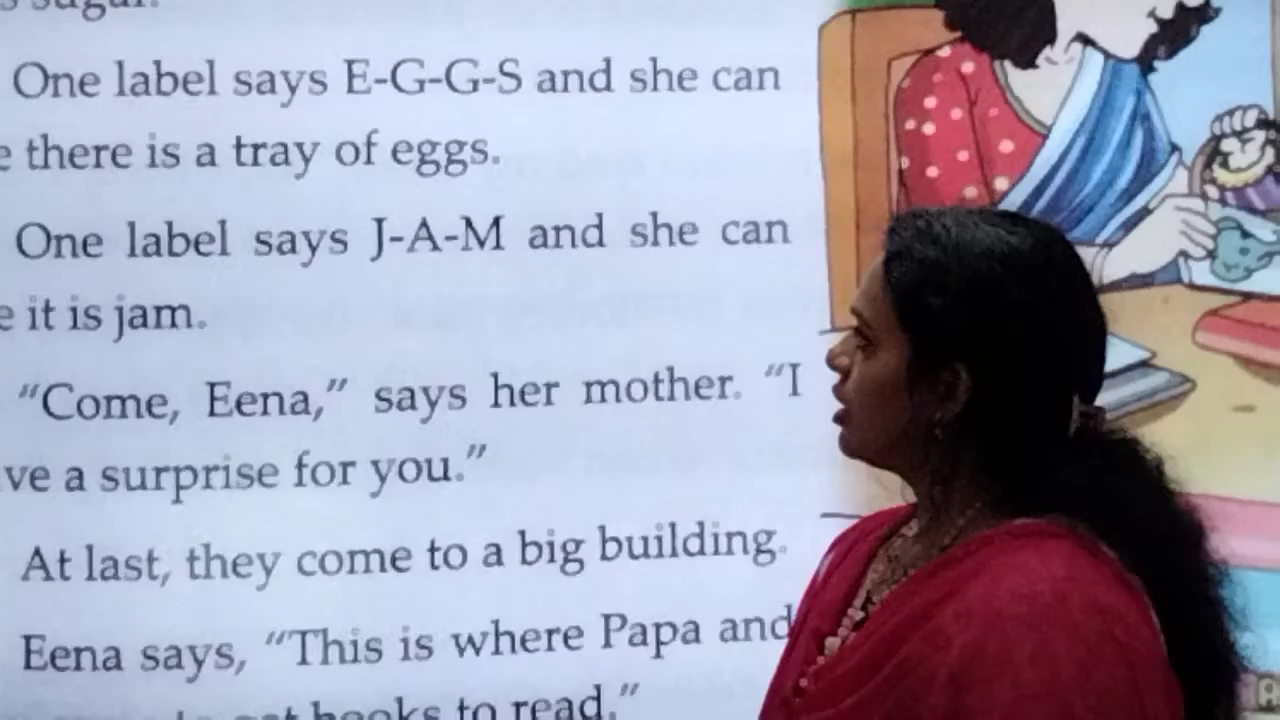 sugar.
One label says E-G-G-S and she can
there is a tray of eggs.
One label says J-A-M and she can
it is jam.
“Come, Eena,” says her mother. “I
ve a surprise for you.”
At last, they come to a big building.
Eena says, “This is where Papa and
books to read.”